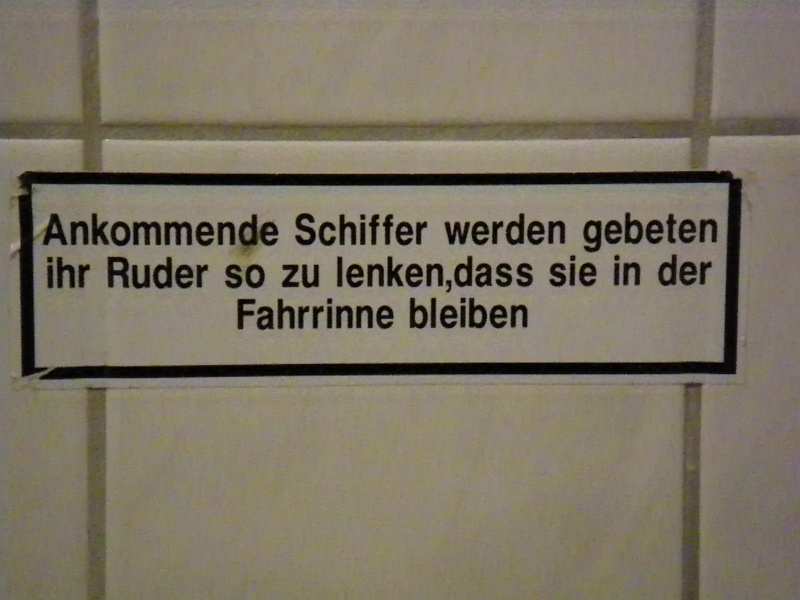 Ankommende Schiffer werden gebeten
ihr Ruder so zu lenken,dass sie in der
Fahrrinne bleiben